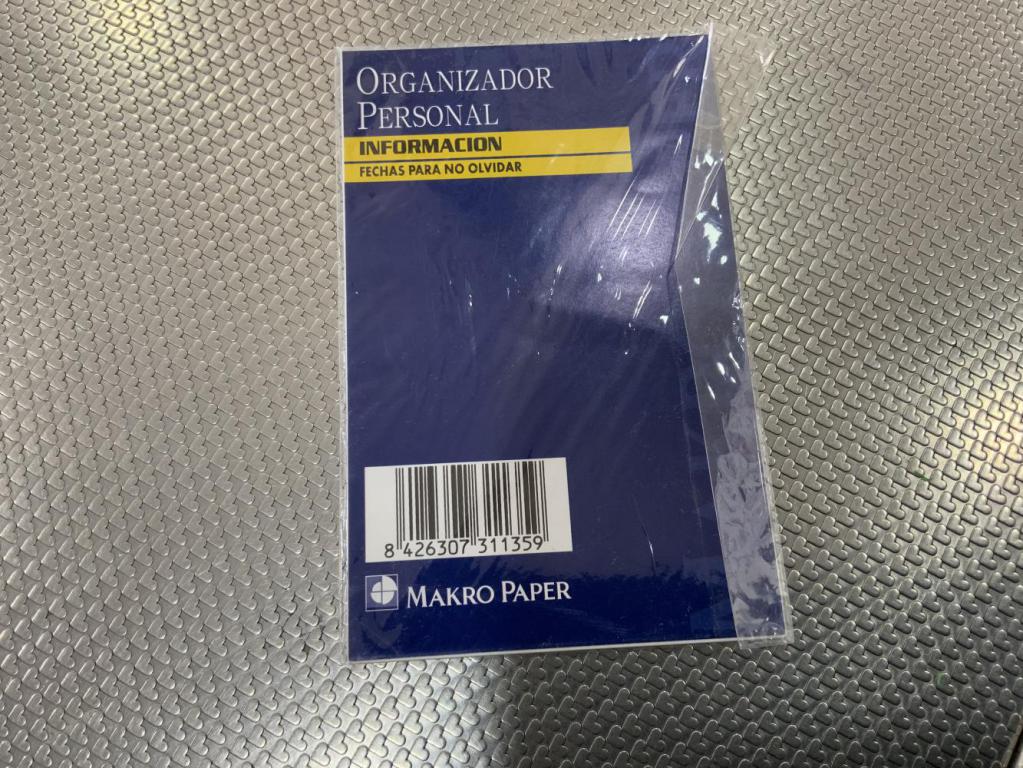 ORGANIZADOR
PERSONAL
INFORMACION
FECHAS PARA NO OLVIDAR
8 426307 311359
MAKRO PAPER